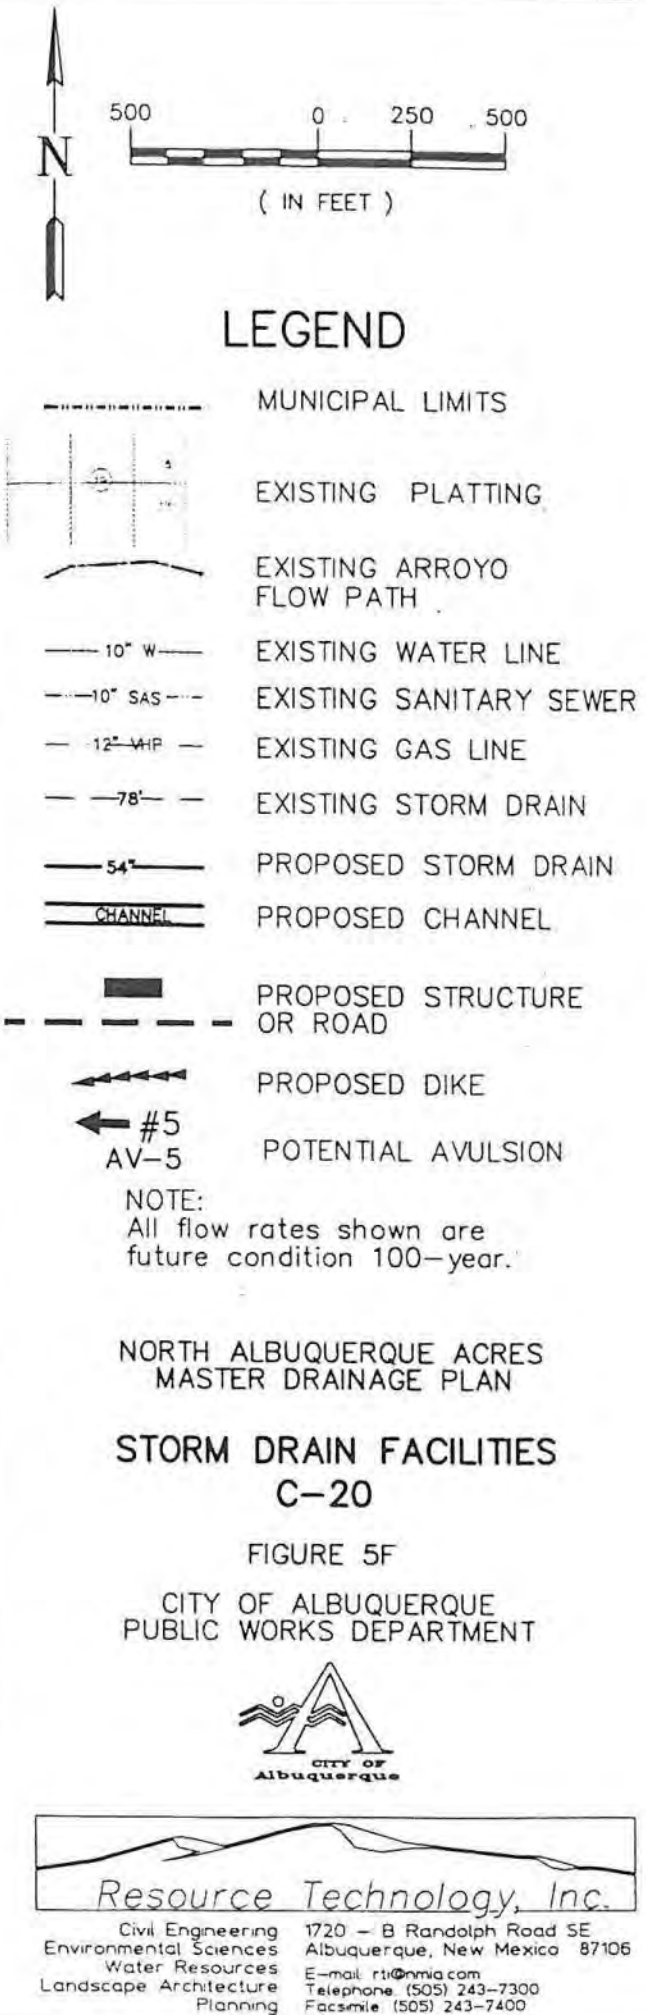 500 0 250 500
N
( IN FEET )
LEGEND
MUNICIPAL LIMITS
EXISTING PLATTING
EXISTING ARROYO
FLOW PATH
10" W
EXISTING WATER LINE
10" SAS
EXISTING SANITARY SEWER
12" VHP
EXISTING GAS LINE
78"
EXISTING STORM DRAIN
54"
PROPOSED STORM DRAIN
CHANNEL
PROPOSED CHANNEL
PROPOSED STRUCTURE
OR ROAD
PROPOSED DIKE
#5
AV-5
POTENTIAL AVULSION
NOTE:
All flow rates shown are
future condition 100-year.
NORTH ALBUQUERQUE ACRES
MASTER DRAINAGE PLAN
STORM DRAIN FACILITIES
C-20
FIGURE 5F
CITY OF ALBUQUERQUE
PUBLIC WORKS DEPARTMENT
A
CITY OF
Albuquerque
Resource Technology, Inc.
Civil Engineering
Environmental Sciences
Water Resources
Landscape Architecture
Planning
1720 - B Randolph Road SE
Albuquerque, New Mexico 87106
E-mail: rti@nmia.com
Telephone: (505) 243-7300
Facsimile: (505) 243-7400